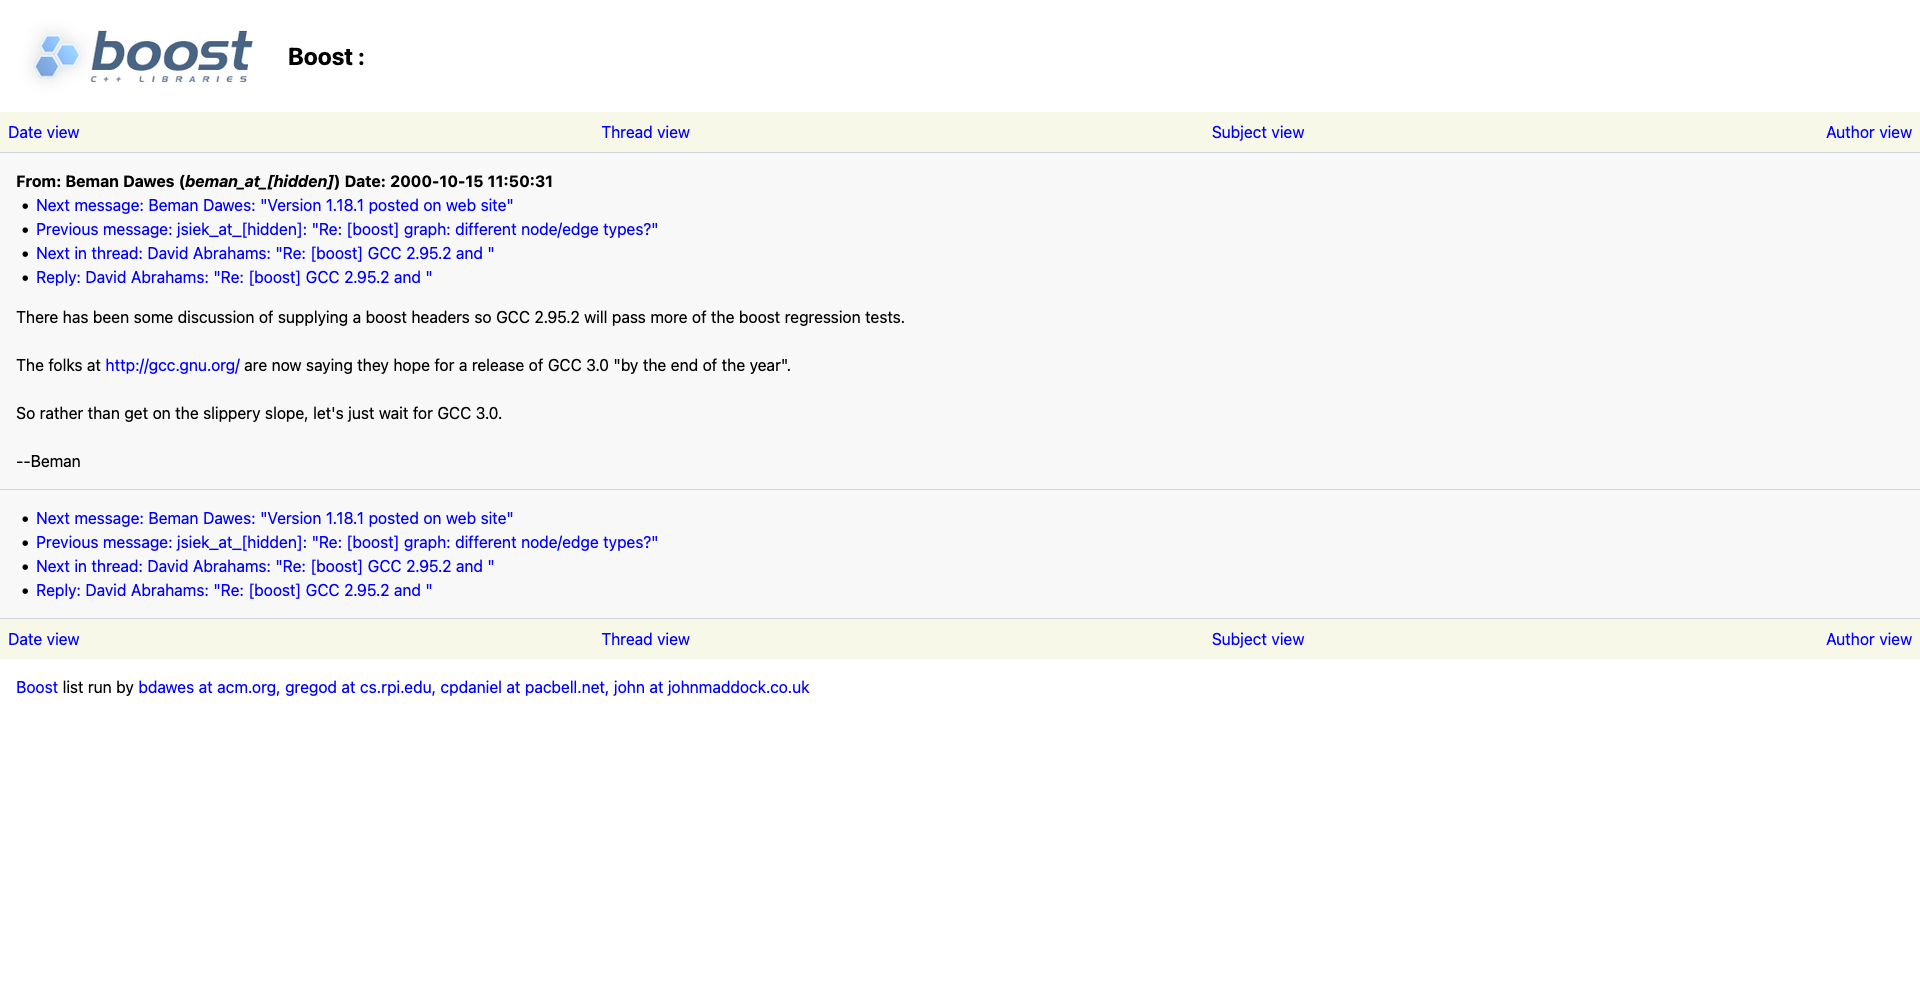 boost
C++ LIBRARIES
Boost :
Date view Thread view Subject view Author view
From: Beman Dawes (beman_at_[hidden]) Date: 2000-10-15 11:50:31
• Next message: Beman Dawes: "Version 1.18.1 posted on web site"
• Previous message: jsiek_at_[hidden]: "Re: [boost] graph: different node/edge types?"
• Next in thread: David Abrahams: "Re: [boost] GCC 2.95.2 and "
• Reply: David Abrahams: "Re: [boost] GCC 2.95.2 and "
There has been some discussion of supplying a boost headers so GCC 2.95.2 will pass more of the boost regression tests.
The folks at http://gcc.gnu.org/ are now saying they hope for a release of GCC 3.0 "by the end of the year".
So rather than get on the slippery slope, let's just wait for GCC 3.0.
--Beman
• Next message: Beman Dawes: "Version 1.18.1 posted on web site"
• Previous message: jsiek_at_[hidden]: "Re: [boost] graph: different node/edge types?"
• Next in thread: David Abrahams: "Re: [boost] GCC 2.95.2 and "
• Reply: David Abrahams: "Re: [boost] GCC 2.95.2 and "
Date view Thread view Subject view Author view
Boost list run by bdawes at acm.org, gregod at cs.rpi.edu, cpdaniel at pacbell.net, john at johnmaddock.co.uk